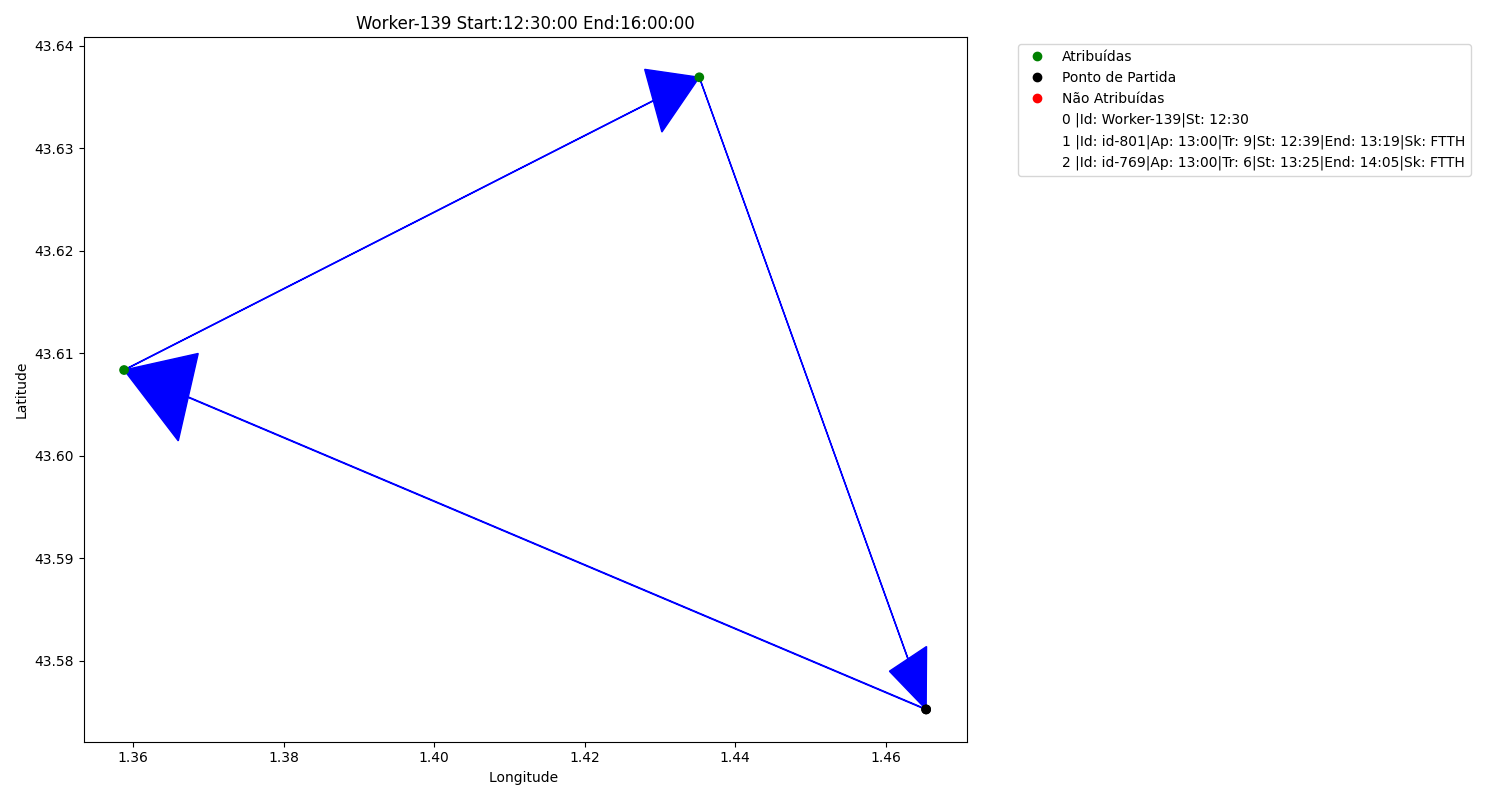 Worker-139 Start:12:30:00 End:16:00:00
43.64
43.63
43.62
43.61
43.60
43.59
43.58
Latitude
1.36 1.38 1.40 1.42 1.44 1.46
Longitude
Atribuídas
Ponto de Partida
Não Atribuídas
0 |Id: Worker-139|St: 12:30
1 |Id: id-801|Ap: 13:00|Tr: 9|St: 12:39|End: 13:19|Sk: FTTH
2 |Id: id-769|Ap: 13:00|Tr: 6|St: 13:25|End: 14:05|Sk: FTTH